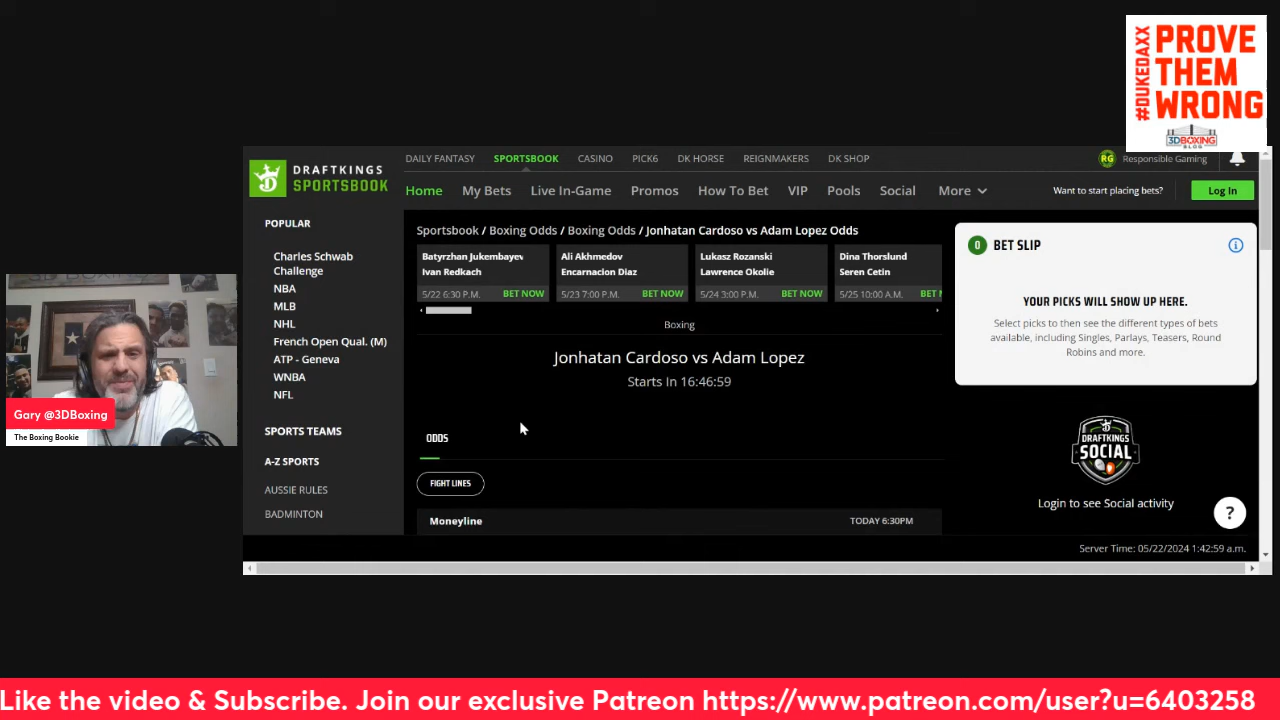 #DUKEDAXX
PROVE
THEM
WRONG
3DBOXING
BLOG
DRAFTKINGS
SPORTSBOOK
DAILY FANTASY SPORTSBOOK CASINO PICK6 DK HORSE REIGNMAKERS DK SHOP
RG Responsible Gaming
Home My Bets Live In-Game Promos How To Bet VIP Pools Social More
Want to start placing bets? Log In
POPULAR
Charles Schwab
Challenge
NBA
MLB
NHL
French Open Qual. (M)
ATP - Geneva
WNBA
NFL
SPORTS TEAMS
A-Z SPORTS
AUSSIE RULES
BADMINTON
Sportsbook / Boxing Odds / Boxing Odds / Jonhatan Cardoso vs Adam Lopez Odds
Batyrzhan Jukembayev
Ivan Redkach
5/22 6:30 P.M. BET NOW
Ali Akhmedov
Encarnacion Diaz
5/23 7:00 P.M. BET NOW
Lukasz Rozanski
Lawrence Okolie
5/24 3:00 P.M. BET NOW
Dina Thorslund
Seren Cetin
5/25 10:00 A.M. BET N
Boxing
Jonhatan Cardoso vs Adam Lopez
Starts In 16:46:59
ODDS
FIGHT LINES
Moneyline TODAY 6:30PM
0 BET SLIP
YOUR PICKS WILL SHOW UP HERE.
Select picks to then see the different types of bets
available, including Singles, Parlays, Teasers, Round
Robins and more.
DRAFTKINGS
SOCIAL
Login to see Social activity
?
Server Time: 05/22/2024 1:42:59 a.m.
Gary @3DBoxing
The Boxing Bookie
Like the video & Subscribe. Join our exclusive Patreon https://www.patreon.com/user?u=6403258